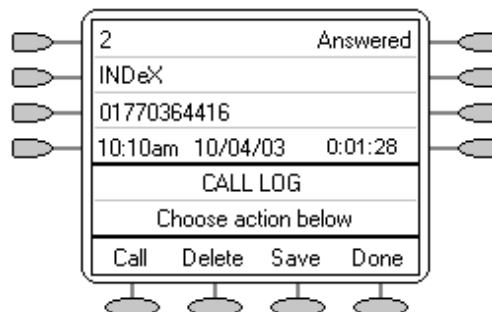 2 Answered
INDeX
01770364416
10:10am 10/04/03 0:01:28
CALL LOG
Choose action below
Call Delete Save Done